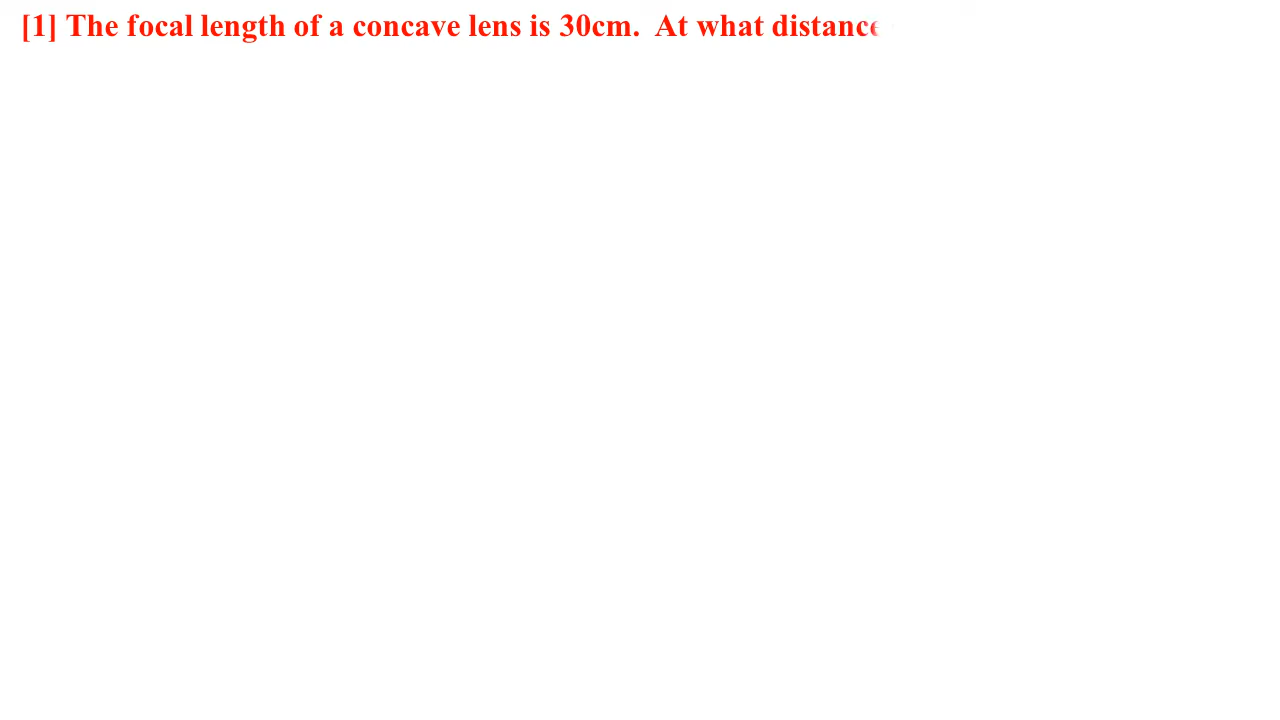 [1] The focal length of a concave lens is 30cm.  At what distance